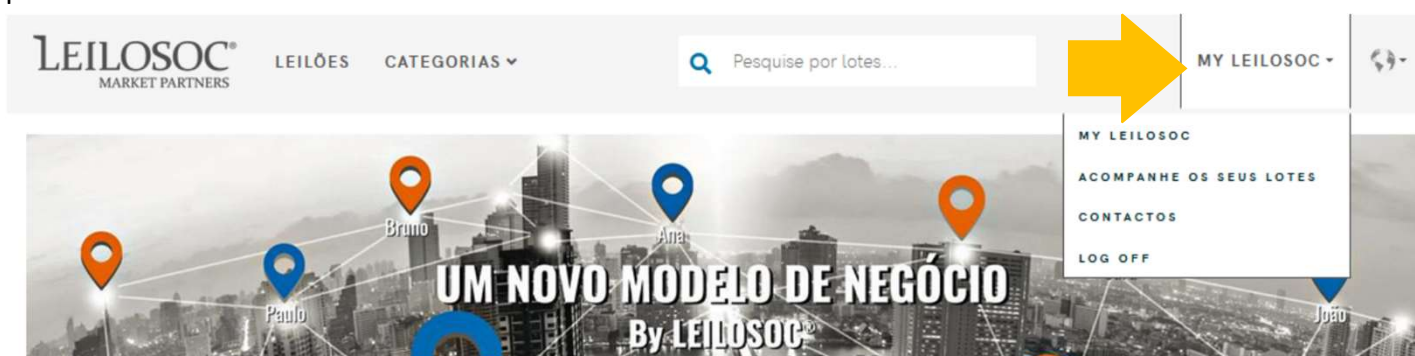 LEILOSOC®
MARKET PARTNERS
LEILÕES
CATEGORIAS
Pesquise por lotes...
MY LEILOSOC
MY LEILOSOC
ACOMPANHE OS SEUS LOTES
CONTACTOS
LOG OFF
Bruno
Ana
Paulo
João
UM NOVO MODELO DE NEGÓCIO
By LEILOSOC®